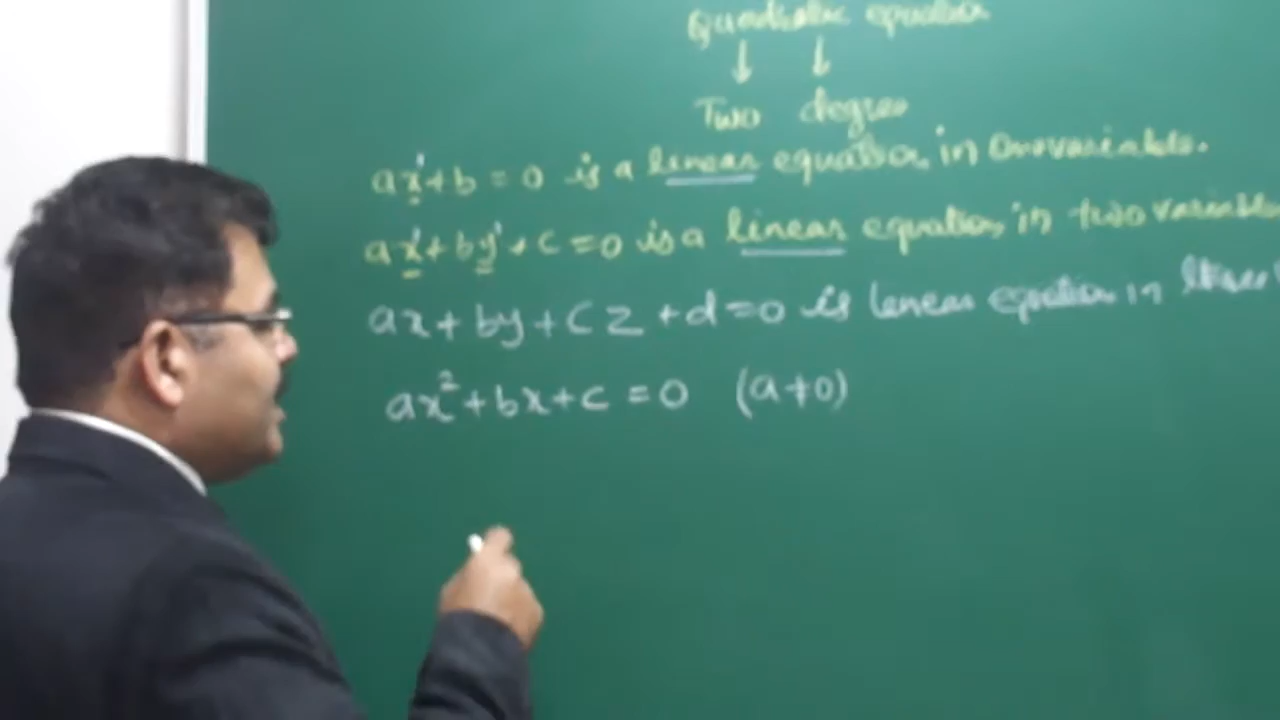 Quadratic equation
↓ ↓
Two degree
ax¹+b = 0 is a linear equation in one variable.
ax¹+by¹+c=0 is a linear equation in two variable
ax+by+cz+d=0 is linear equation in
ax²+bx+c=0 (a≠0)